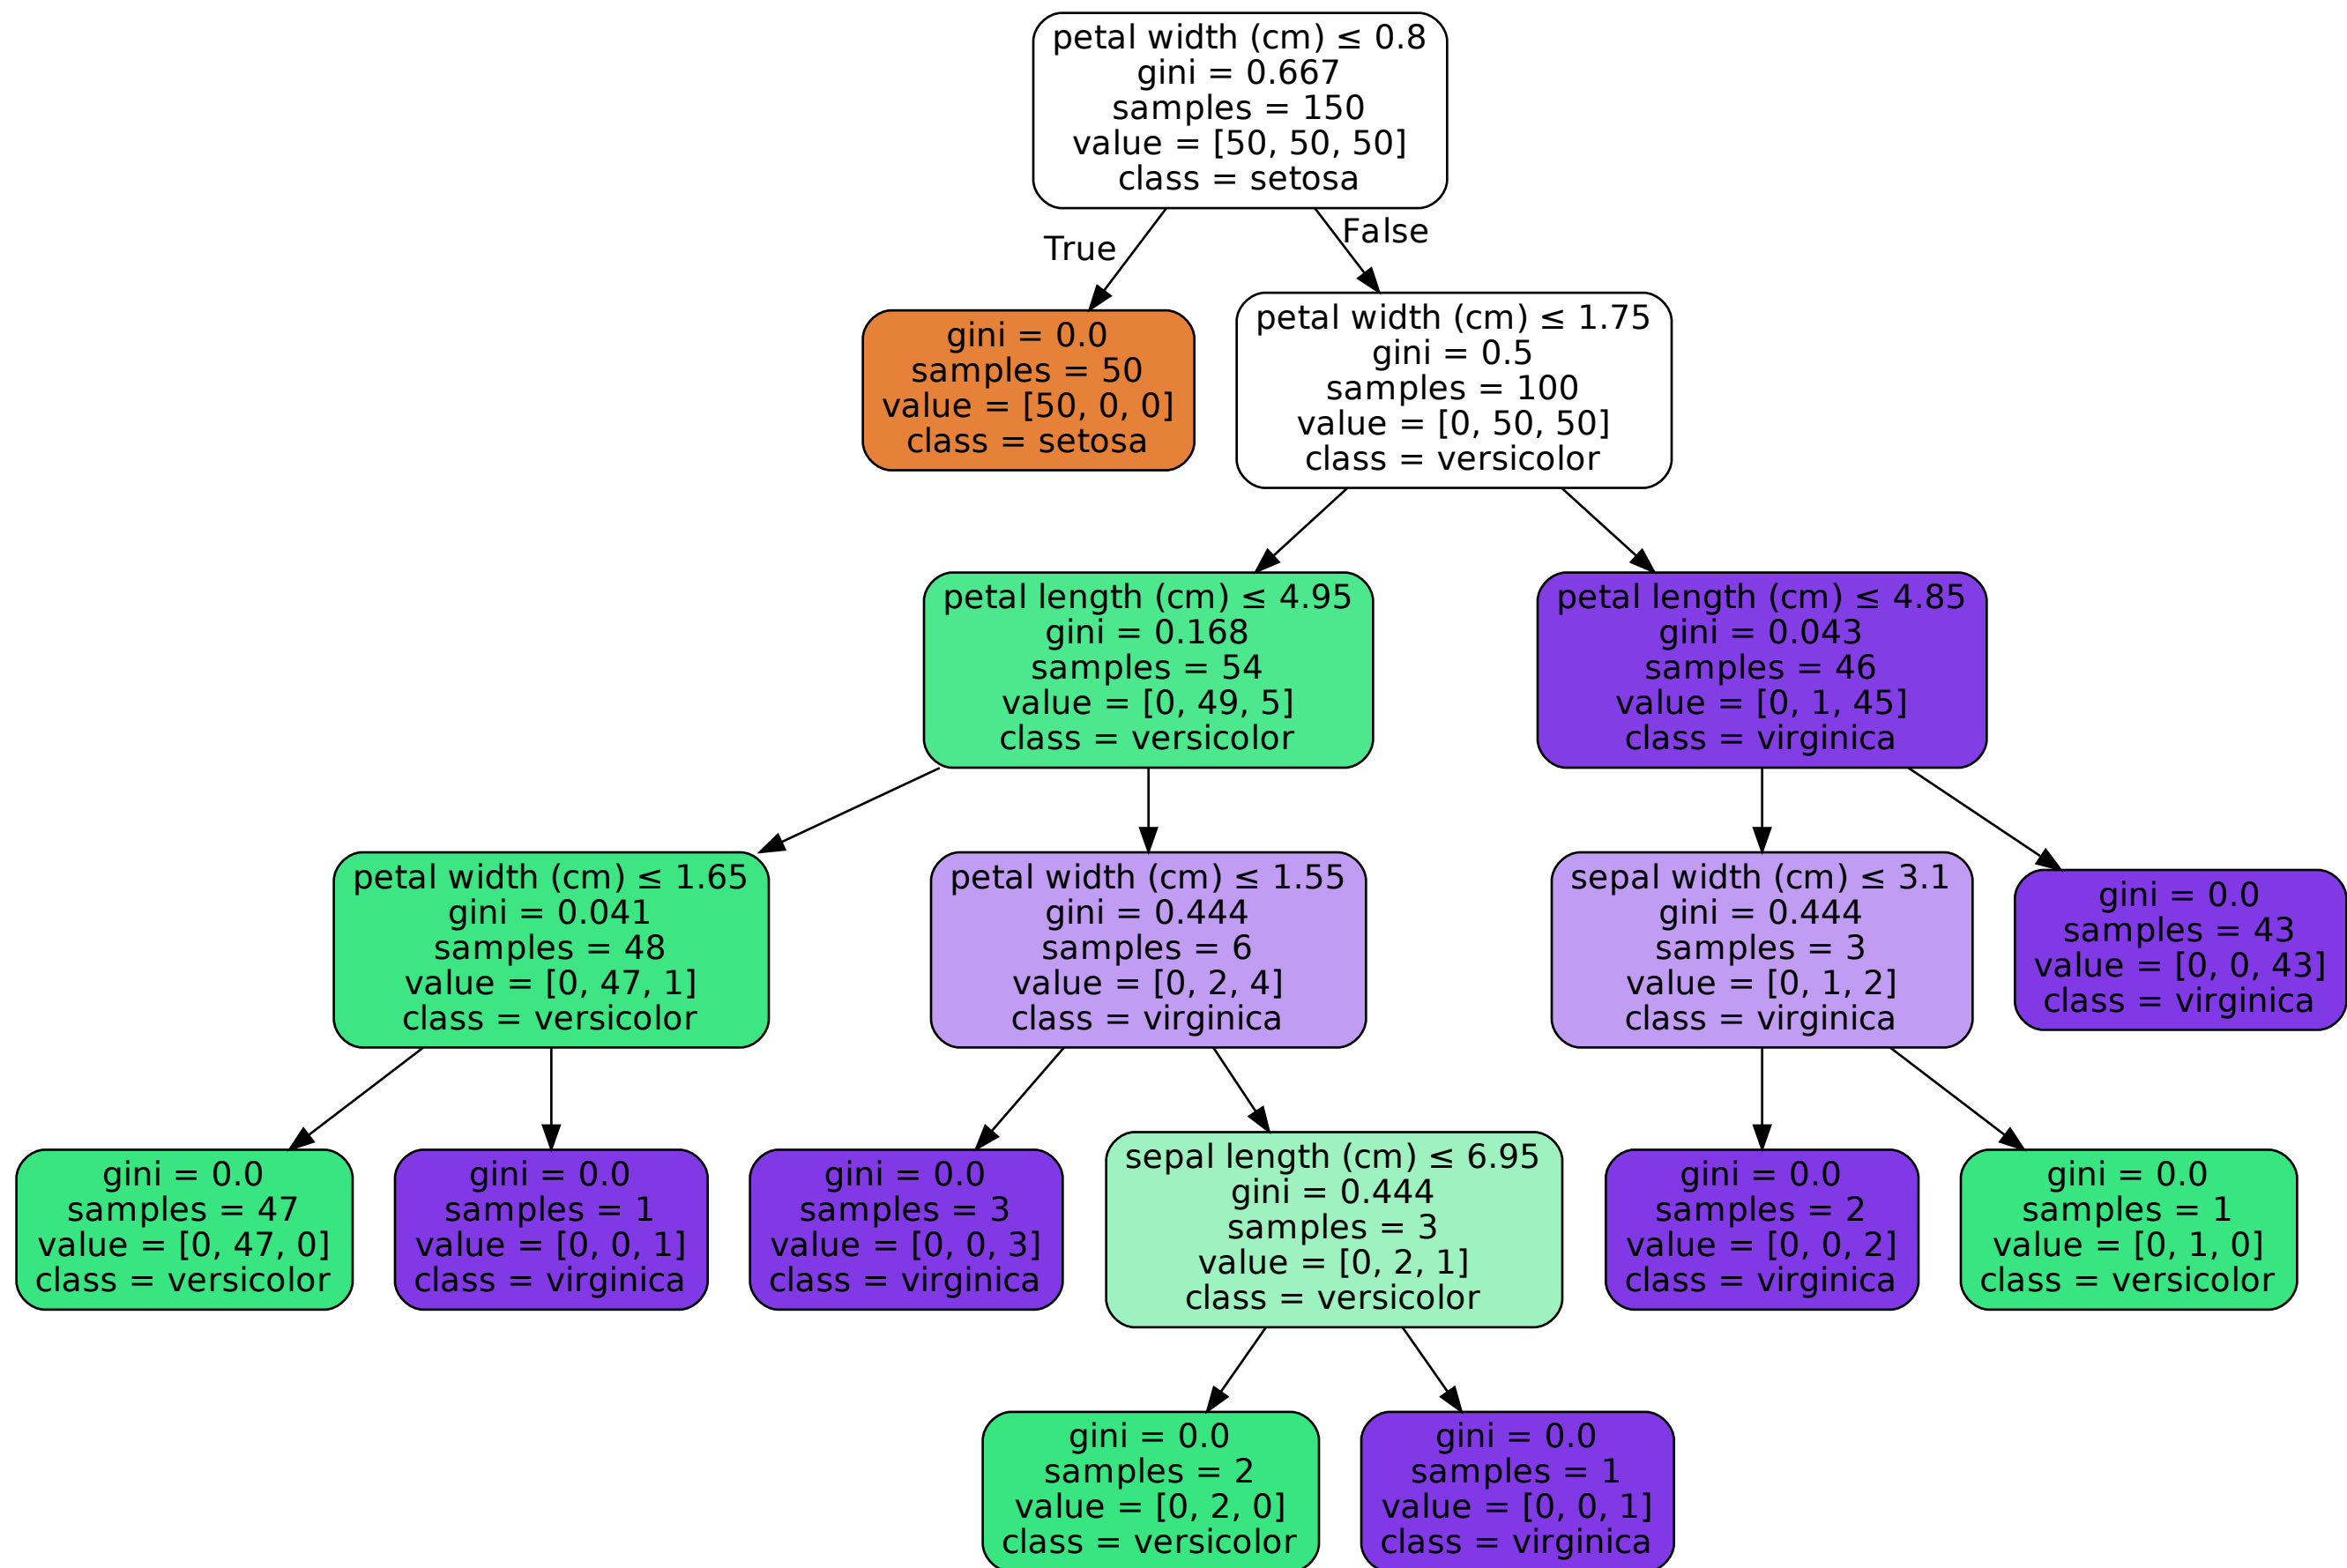 petal width (cm) ≤ 0.8
gini = 0.667
samples = 150
value = [50, 50, 50]
class = setosa
True
False
gini = 0.0
samples = 50
value = [50, 0, 0]
class = setosa
petal width (cm) ≤ 1.75
gini = 0.5
samples = 100
value = [0, 50, 50]
class = versicolor
petal length (cm) ≤ 4.95
gini = 0.168
samples = 54
value = [0, 49, 5]
class = versicolor
petal length (cm) ≤ 4.85
gini = 0.043
samples = 46
value = [0, 1, 45]
class = virginica
petal width (cm) ≤ 1.65
gini = 0.041
samples = 48
value = [0, 47, 1]
class = versicolor
petal width (cm) ≤ 1.55
gini = 0.444
samples = 6
value = [0, 2, 4]
class = virginica
sepal width (cm) ≤ 3.1
gini = 0.444
samples = 3
value = [0, 1, 2]
class = virginica
gini = 0.0
samples = 43
value = [0, 0, 43]
class = virginica
gini = 0.0
samples = 47
value = [0, 47, 0]
class = versicolor
gini = 0.0
samples = 1
value = [0, 0, 1]
class = virginica
gini = 0.0
samples = 3
value = [0, 0, 3]
class = virginica
sepal length (cm) ≤ 6.95
gini = 0.444
samples = 3
value = [0, 2, 1]
class = versicolor
gini = 0.0
samples = 2
value = [0, 0, 2]
class = virginica
gini = 0.0
samples = 1
value = [0, 1, 0]
class = versicolor
gini = 0.0
samples = 2
value = [0, 2, 0]
class = versicolor
gini = 0.0
samples = 1
value = [0, 0, 1]
class = virginica